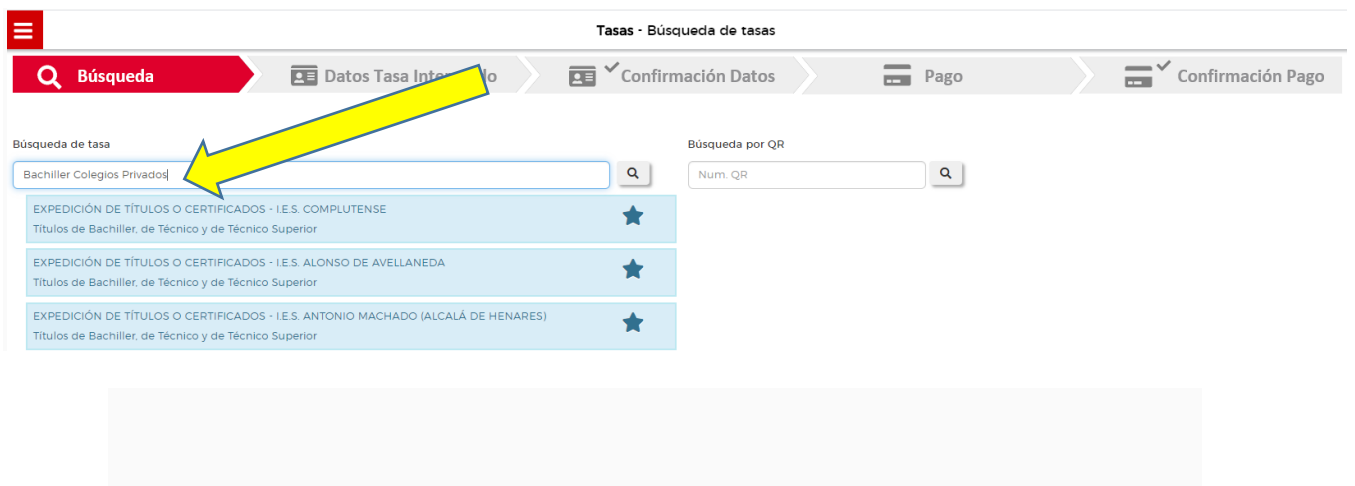 Tasas - Búsqueda de tasas
Búsqueda
Datos Tasa
Confirmación Datos
Pago
Confirmación Pago
Búsqueda de tasa
Búsqueda por QR
Bachiller Colegios Privados
Num. QR
EXPEDICIÓN DE TÍTULOS O CERTIFICADOS - I.E.S. COMPLUTENSE
Títulos de Bachiller, de Técnico y de Técnico Superior
EXPEDICIÓN DE TÍTULOS O CERTIFICADOS - I.E.S. ALONSO DE AVELLANEDA
Títulos de Bachiller, de Técnico y de Técnico Superior
EXPEDICIÓN DE TÍTULOS O CERTIFICADOS - I.E.S. ANTONIO MACHADO (ALCALÁ DE HENARES)
Títulos de Bachiller, de Técnico y de Técnico Superior